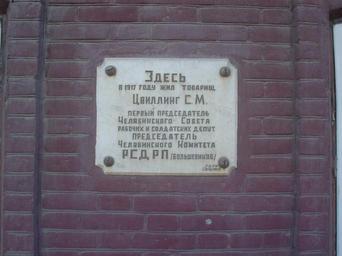 Здесь
в 1917 году жил товарищ
Цвиллинг С.М.
первый председатель
Челябинского Совета
рабочих и солдатских депут
председатель
Челябинского Комитета
РСДРП /большевиков/